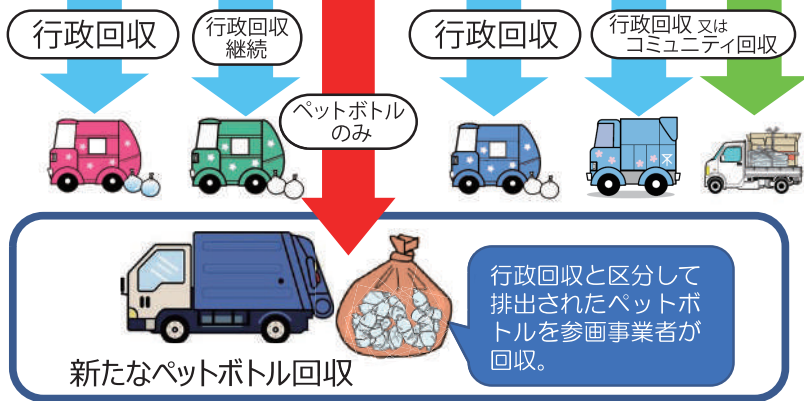 行政回収
行政回収
継続
ペットボトル
のみ
行政回収
行政回収 又は
コミュニティ回収
行政回収と区分して
排出されたペットボ
トルを参画事業者が
回収。
新たなペットボトル回収